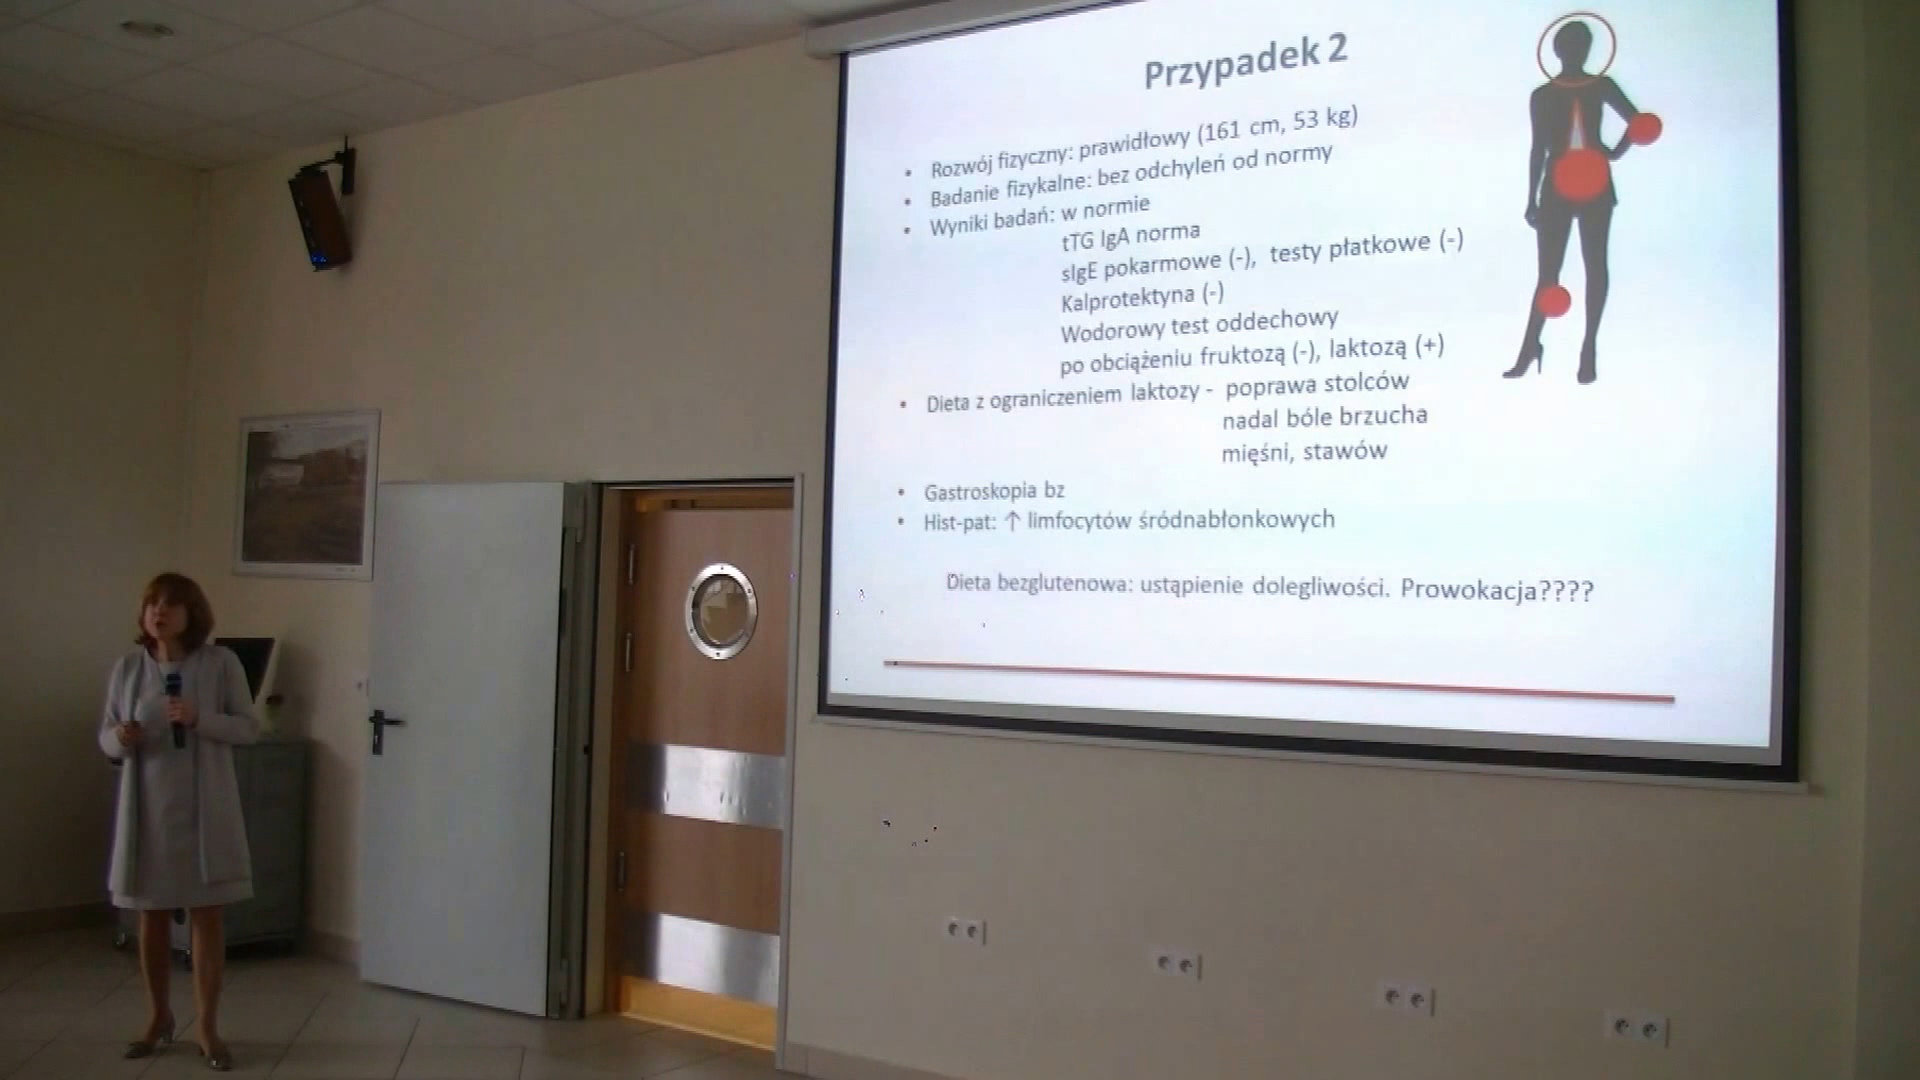 Przypadek 2
• Rozwój fizyczny: prawidłowy (161 cm, 53 kg)
• Badanie fizykalne: bez odchyleń od normy
• Wyniki badań: w normie
tTG IgA norma
sIgE pokarmowe (-), testy płatkowe (-)
Kalprotektyna (-)
Wodorowy test oddechowy
po obciążeniu fruktozą (-), laktozą (+)
• Dieta z ograniczeniem laktozy - poprawa stolców
nadal bóle brzucha
mięśni, stawów
• Gastroskopia bz
• Hist-pat: ↑ limfocytów śródnabłonkowych
Dieta bezglutenowa: ustąpienie dolegliwości. Prowokacja????